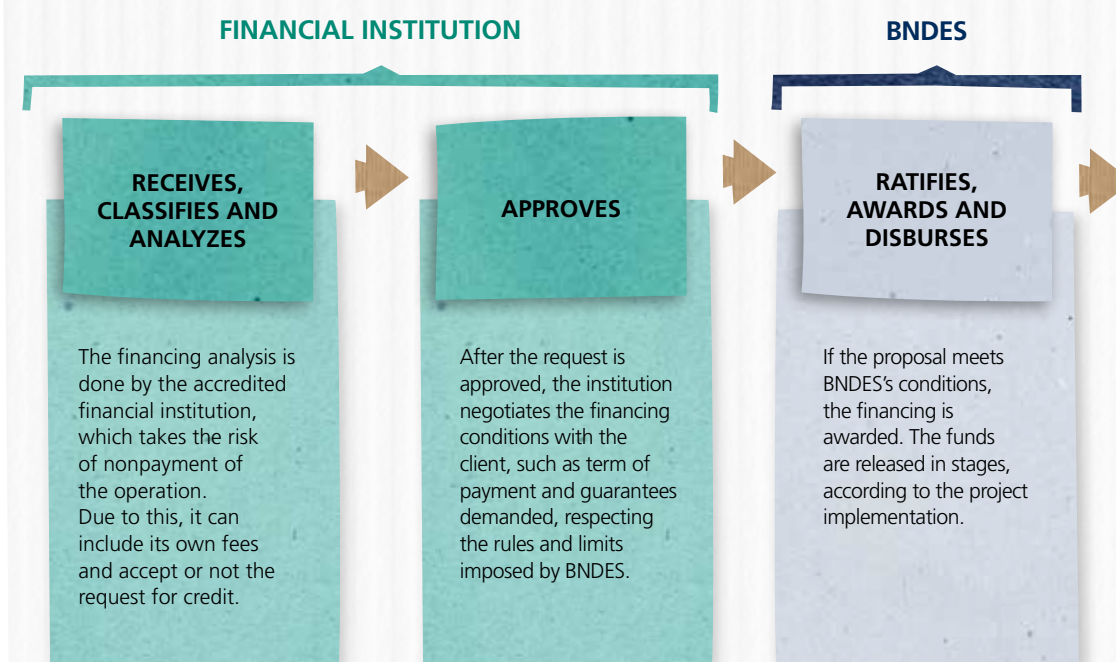 FINANCIAL INSTITUTION
BNDES
RECEIVES,
CLASSIFIES AND
ANALYZES
The financing analysis is
done by the accredited
financial institution,
which takes the risk
of nonpayment of
the operation.
Due to this, it can
include its own fees
and accept or not the
request for credit.
APPROVES
After the request is
approved, the institution
negotiates the financing
conditions with the
client, such as term of
payment and guarantees
demanded, respecting
the rules and limits
imposed by BNDES.
RATIFIES,
AWARDS AND
DISBURSES
If the proposal meets
BNDES’s conditions,
the financing is
awarded. The funds
are released in stages,
according to the project
implementation.